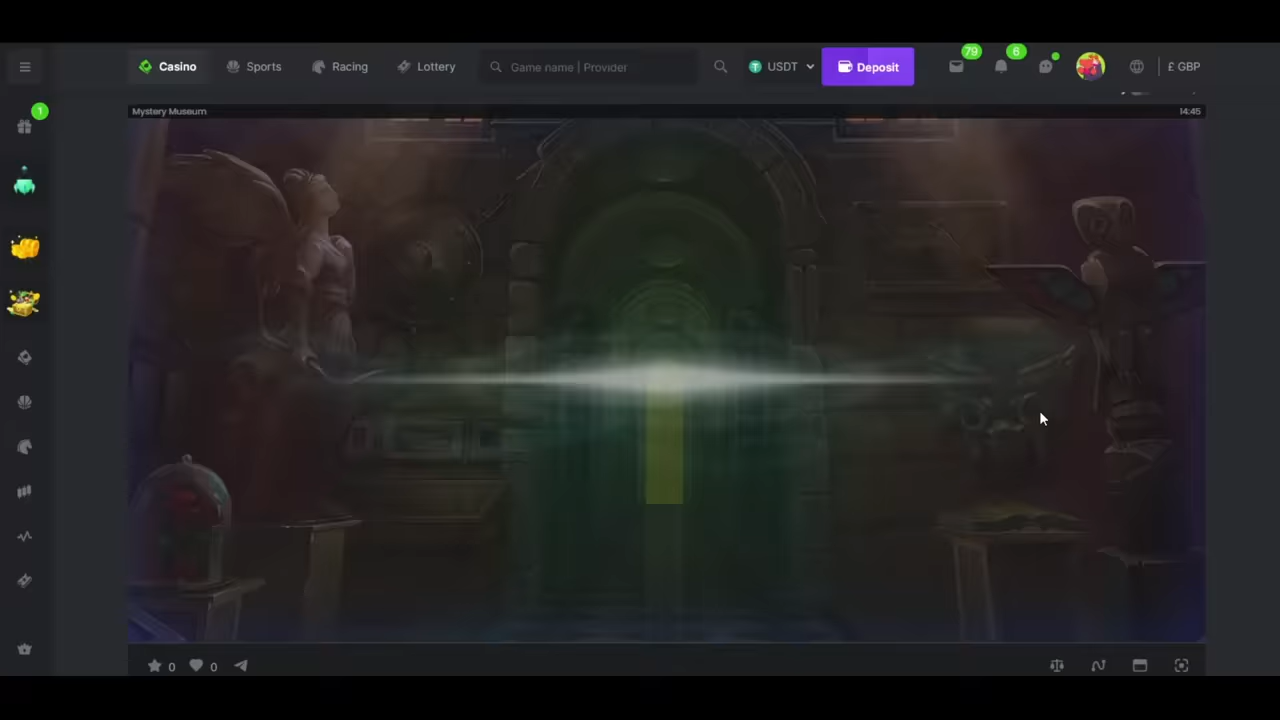 Casino Sports Racing Lottery Game name | Provider USDT Deposit 79 6 £ GBP
1
Mystery Museum 14:45
0 0